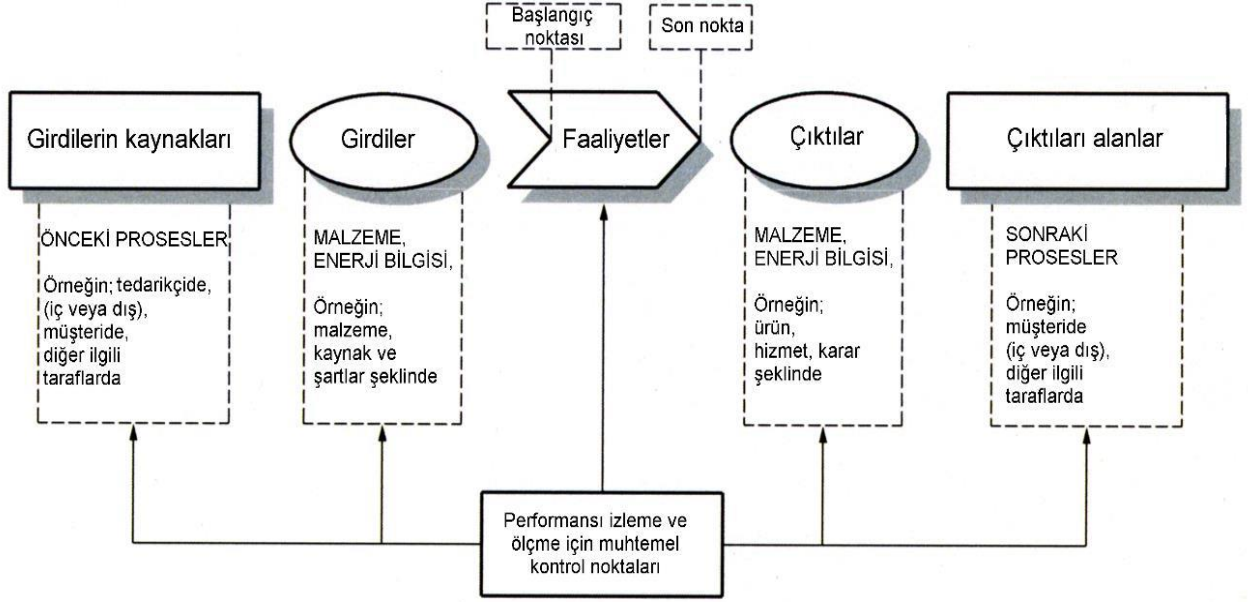 Başlangıç
noktası
Son nokta
Girdilerin kaynakları
Girdiler
Faaliyetler
Çıktılar
Çıktıları alanlar
ÖNCEKİ PROSESLER
Örneğin; tedarikçide,
(iç veya dış),
müşteride,
diğer ilgili
taraflarda
MALZEME,
ENERJİ BİLGİSİ,
Örneğin;
malzeme,
kaynak ve
şartlar şeklinde
MALZEME,
ENERJİ BİLGİSİ,
Örneğin;
ürün,
hizmet, karar
şeklinde
SONRAKİ
PROSESLER
Örneğin;
müşteride
(iç veya dış),
diğer ilgili
taraflarda
Performansı izleme ve
ölçme için muhtemel
kontrol noktaları